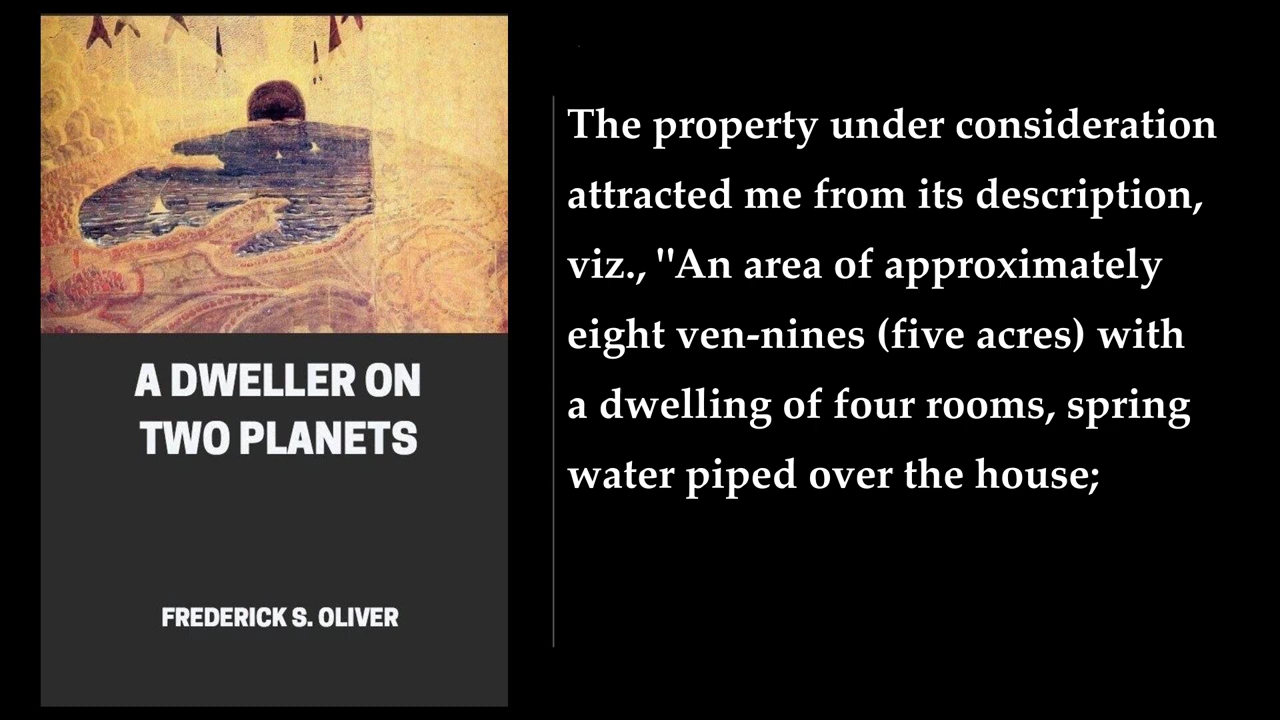 A DWELLER ON
TWO PLANETS
FREDERICK S. OLIVER
The property under consideration
attracted me from its description,
viz., "An area of approximately
eight ven-nines (five acres) with
a dwelling of four rooms, spring
water piped over the house;